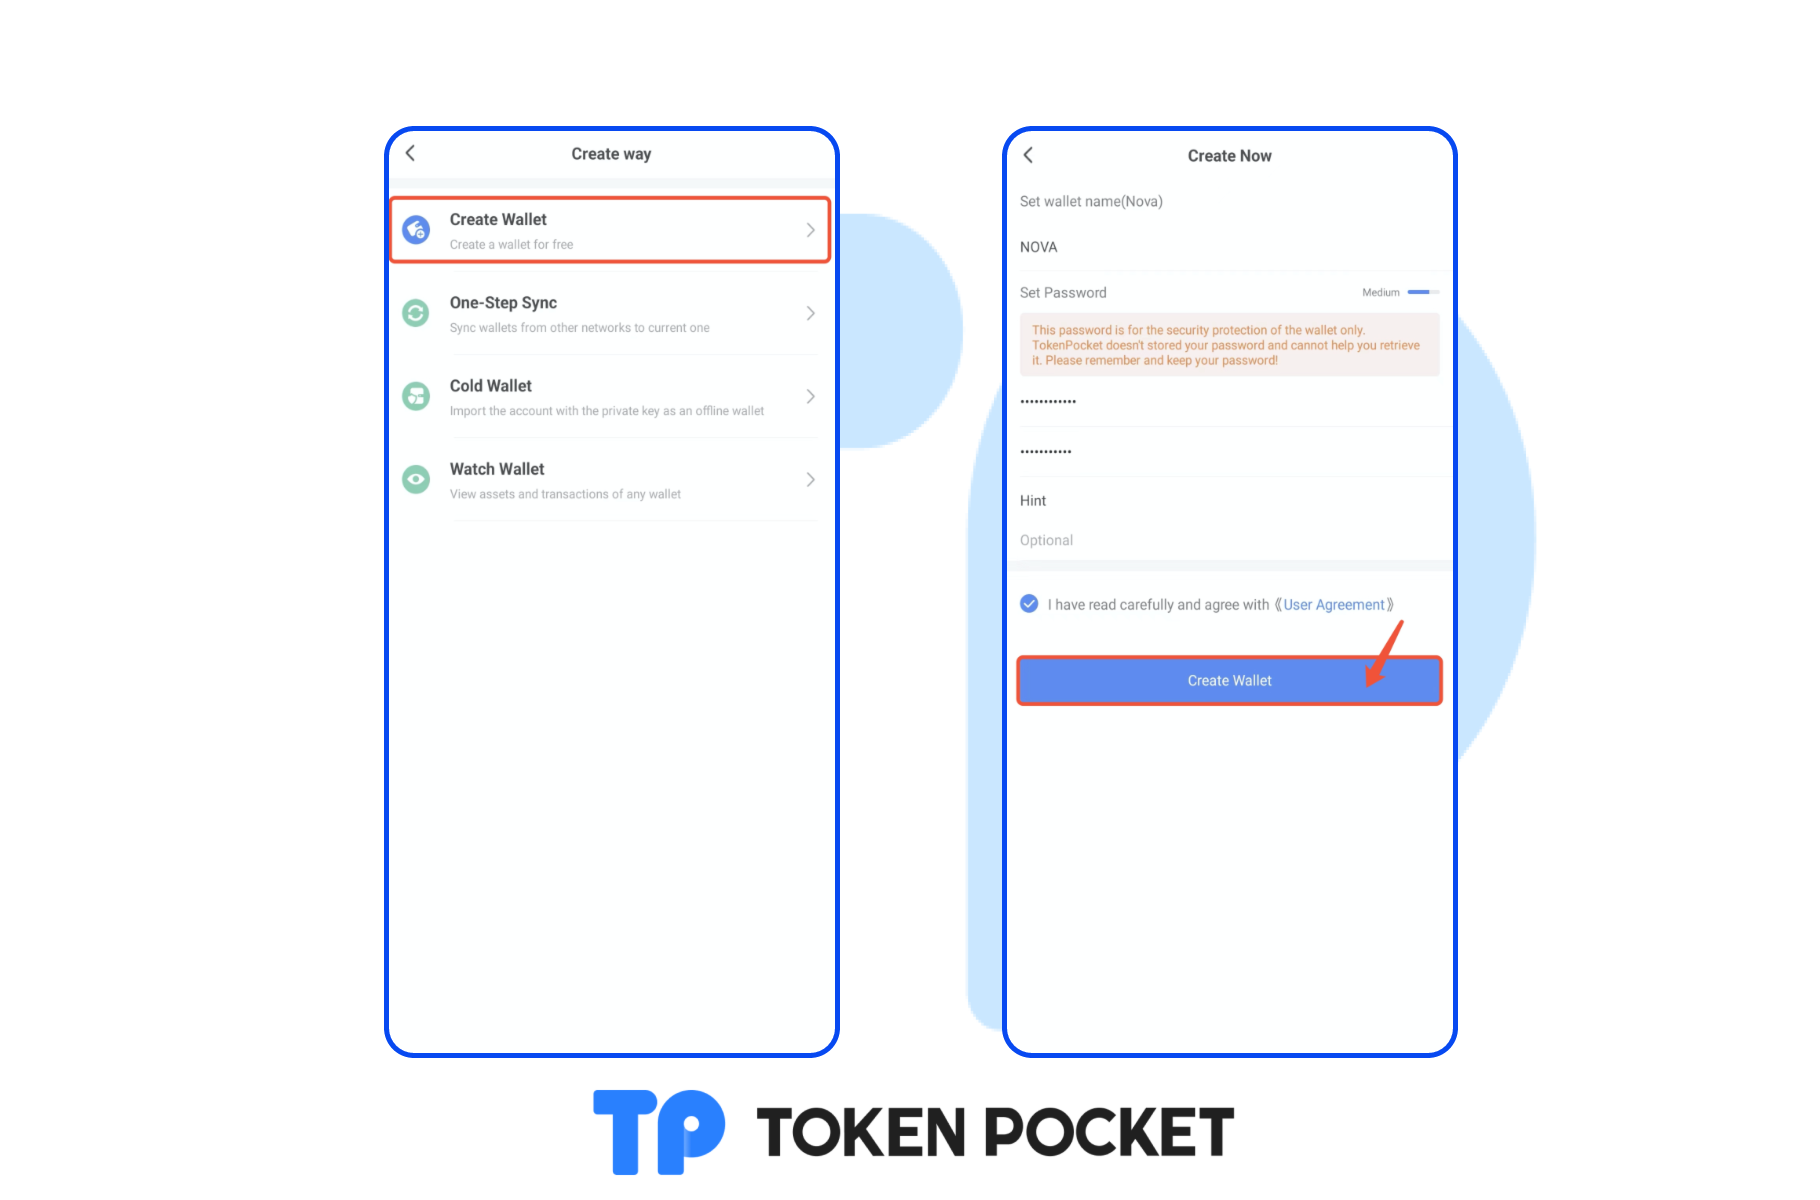 Create way
Create Wallet
Create a wallet for free
One-Step Sync
Sync wallets from other networks to current one
Cold Wallet
Import the account with the private key as an offline wallet
Watch Wallet
View assets and transactions of any wallet
Create Now
Set wallet name(Nova)
NOVA
Set Password
Medium
This password is for the security protection of the wallet only.
TokenPocket doesn't stored your password and cannot help you retrieve
it. Please remember and keep your password!
••••••••••••
•••••••••••
Hint
Optional
I have read carefully and agree with《User Agreement》
Create Wallet
TP TOKEN POCKET